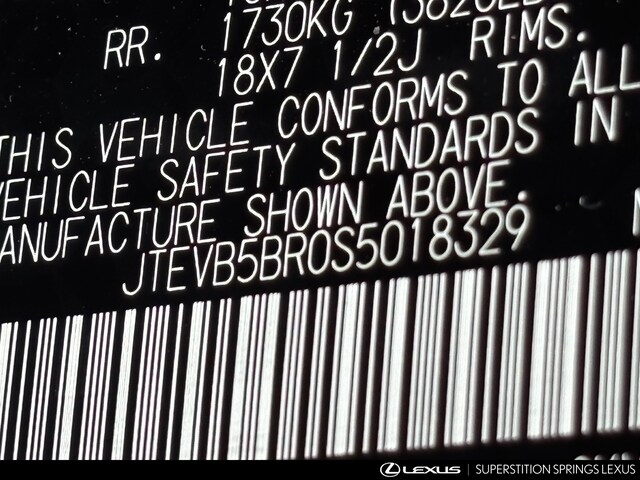 RR. 1730KG
18X7 1/2J RIMS.
THIS VEHICLE CONFORMS TO ALL
VEHICLE SAFETY STANDARDS IN
MANUFACTURE SHOWN ABOVE.
JTEVB5BR0S5018329
LEXUS | SUPERSTITION SPRINGS LEXUS